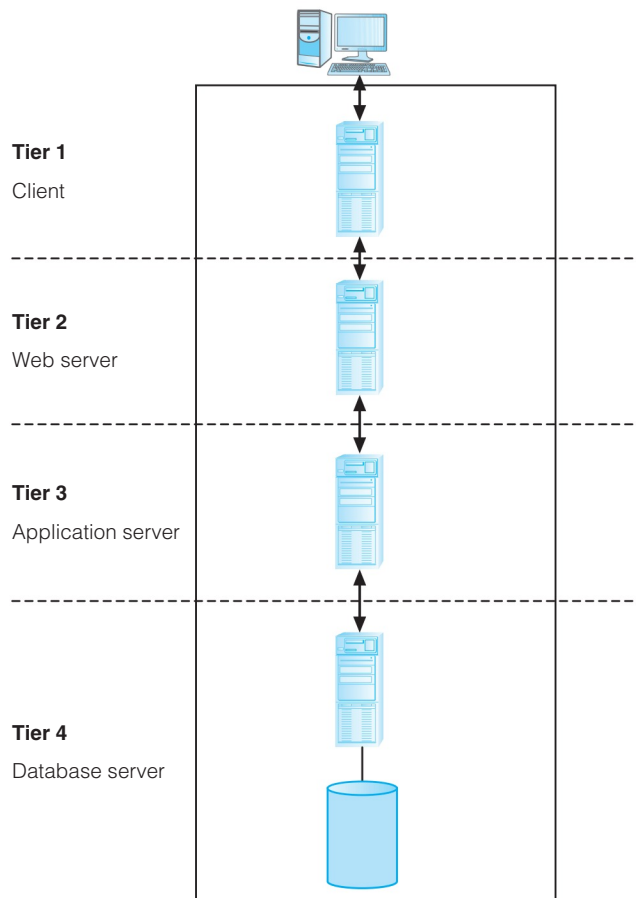 Tier 1
Client
Tier 2
Web server
Tier 3
Application server
Tier 4
Database server